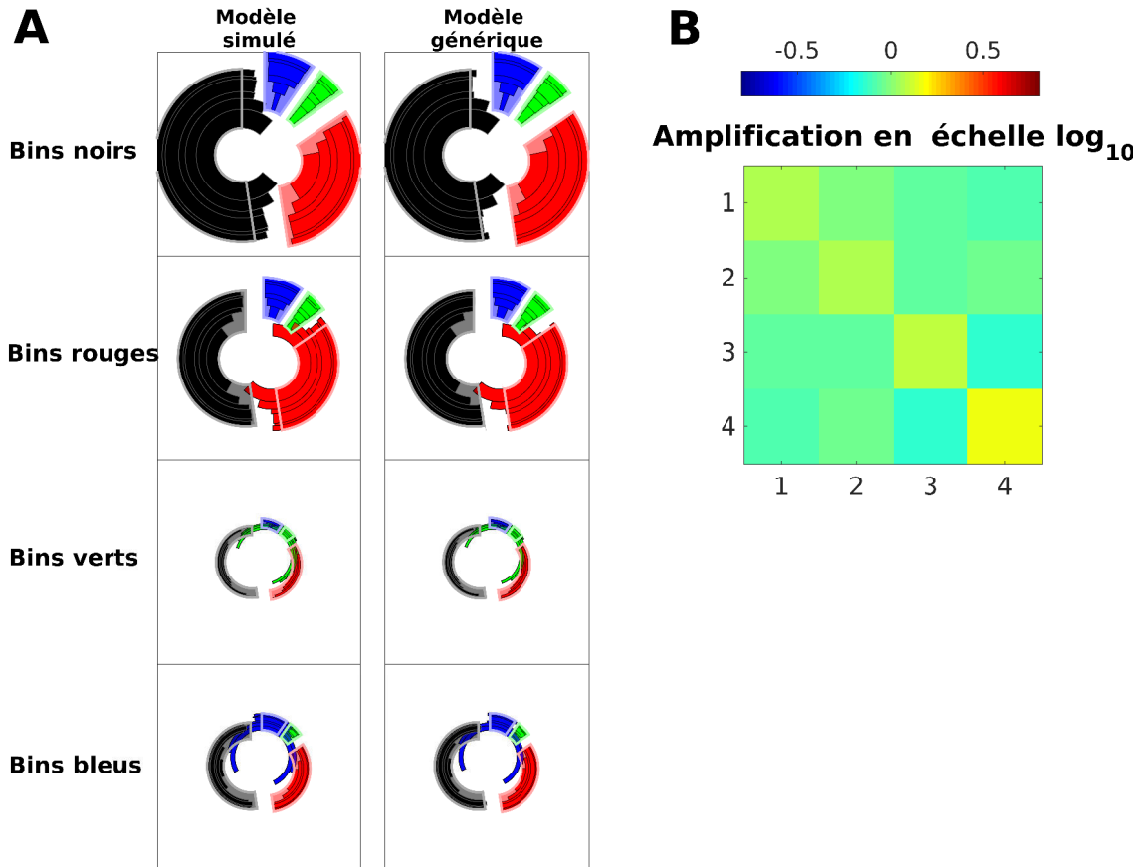 A
Modèle
simulé
Modèle
générique
Bins noirs
Bins rouges
Bins verts
Bins bleus
B
-0.5 0 0.5
Amplification en échelle log10
1
2
3
4
1 2 3 4